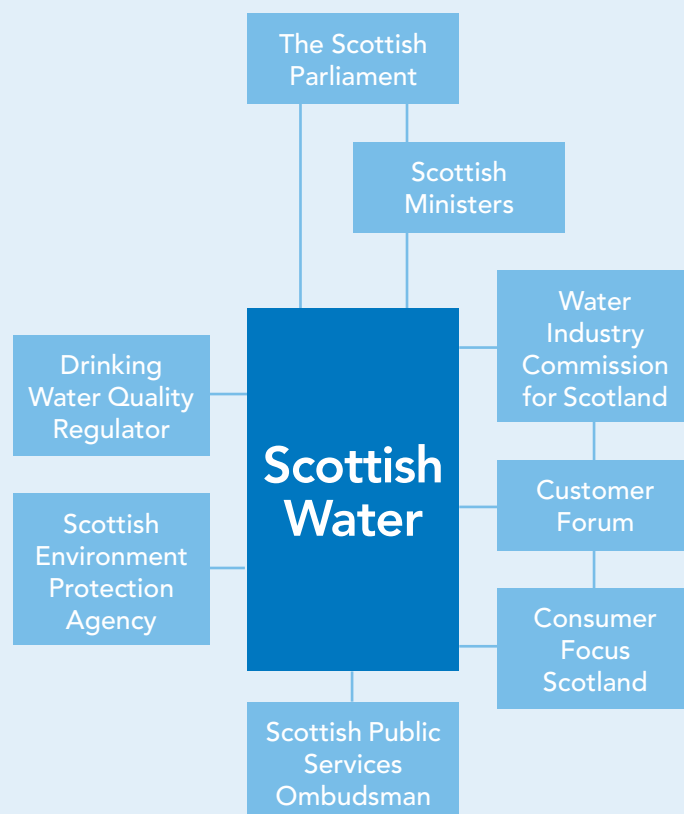 The Scottish
Parliament
Scottish
Ministers
Water
Industry
Commission
for Scotland
Drinking
Water Quality
Regulator
Scottish
Water
Customer
Forum
Scottish
Environment
Protection
Agency
Consumer
Focus
Scotland
Scottish Public
Services
Ombudsman